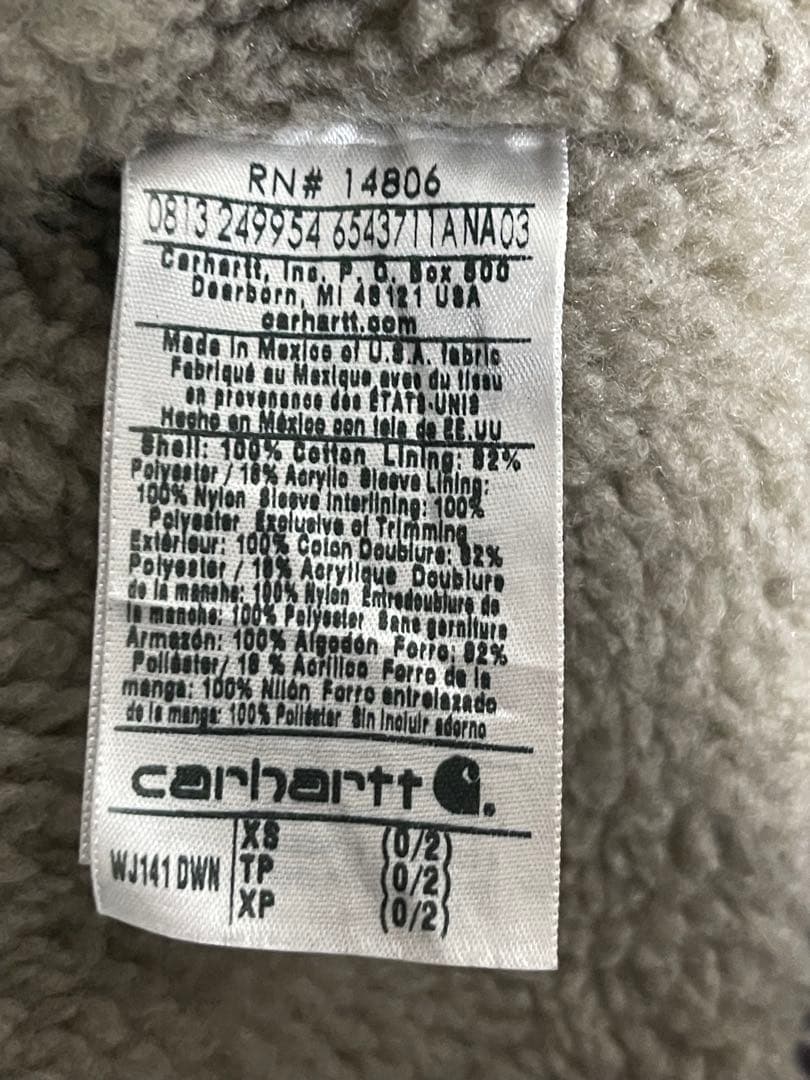 RN# 14806
0813 249954 6543711ANA03
Carhartt, Inc. P. O. Box 600
Dearborn, MI 48121 USA
carhartt.com
Made in Mexico of U.S.A. fabric
Fabriqué au Mexique avec du tissu
en provenance des ÉTATS-UNIS
Hecho en México con tela de EE.UU
Shell: 100% Cotton Lining: 82%
Polyester / 18% Acrylic Sleeve Lining:
100% Nylon Sleeve Interlining: 100%
Polyester Exclusive of Trimming
Extérieur: 100% Coton Doublure: 82%
Polyester / 18% Acrylique Doublure
de la manche: 100% Nylon Entredoublure de
la manche: 100% Polyester Sans garniture
Armazón: 100% Algodón Forro: 82%
Poliéster/ 18 % Acrílico Forro de la
manga: 100% Nilón Forro entrelazado
de la manga: 100% Poliéster Sin incluir adorno
carhartt
WJ141 DWN
XS (0/2)
TP (0/2)
XP (0/2)